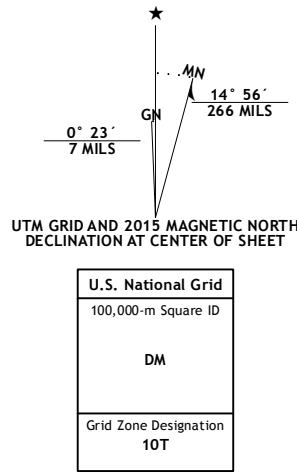 MN
GN
14° 56´
266 MILS
0° 23´
7 MILS
UTM GRID AND 2015 MAGNETIC NORTH
DECLINATION AT CENTER OF SHEET
U.S. National Grid
100,000-m Square ID
DM
Grid Zone Designation
10T